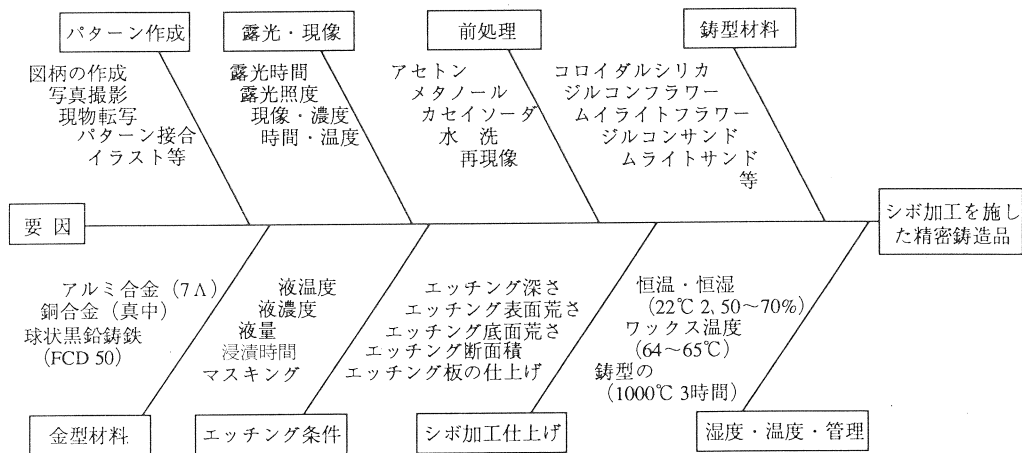 パターン作成
露光・現像
前処理
鋳型材料
図柄の作成
写真撮影
現物転写
パターン接合
イラスト等
露光時間
露光照度
現像・濃度
時間・温度
アセトン
メタノール
カセイソーダ
水 洗
再現像
コロイダルシリカ
ジルコンフラワー
ムイライトフラワー
ジルコンサンド
ムライトサンド
等
要 因
シボ加工を施し
た精密鋳造品
アルミ合金(7Λ)
銅合金(真中)
球状黒鉛鋳鉄
(FCD 50)
液温度
液濃度
液量
浸漬時間
マスキング
エッチング深さ
エッチング表面荒さ
エッチング底面荒さ
エッチング断面積
エッチング板の仕上げ
恒温・恒湿
(22℃ 2, 50～70%)
ワックス温度
(64～65℃)
鋳型の
(1000℃ 3時間)
金型材料
エッチング条件
シボ加工仕上げ
湿度・温度・管理